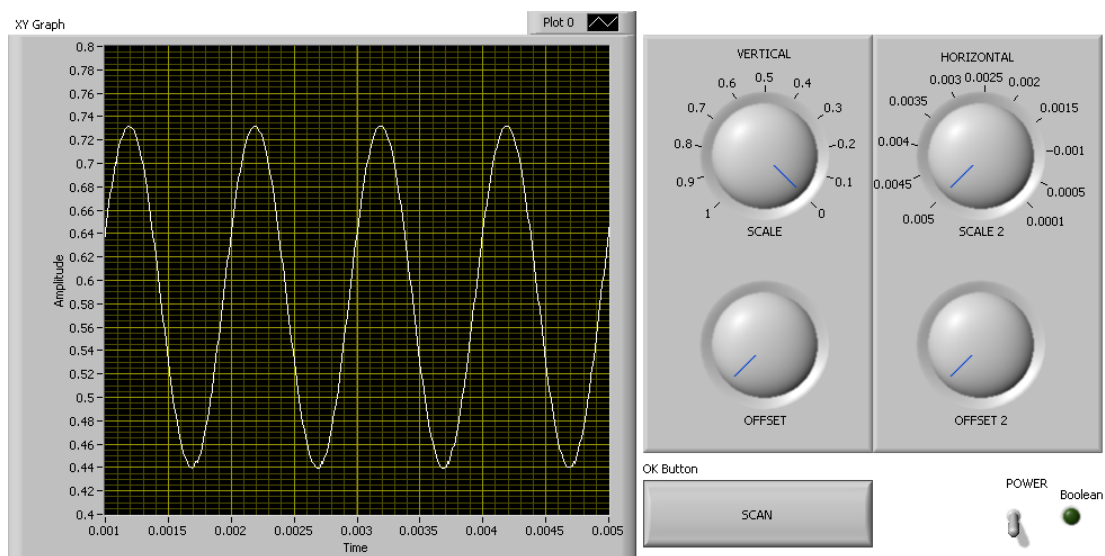 XY Graph
Plot 0
0.8
0.78
0.76
0.74
0.72
0.7
0.68
0.66
0.64
0.62
0.6
0.58
0.56
0.54
0.52
0.5
0.48
0.46
0.44
0.42
0.4
Amplitude
0.001 0.0015 0.002 0.0025 0.003 0.0035 0.004 0.0045 0.005
Time
VERTICAL
0.5
0.6 0.4
0.7 0.3
0.8 0.2
0.9 0.1
1 0
SCALE
OFFSET
HORIZONTAL
0.003 0.0025 0.002
0.0035 0.0015
0.004 0.001
0.0045 0.0005
0.005 0.0001
SCALE 2
OFFSET 2
OK Button
SCAN
POWER
Boolean